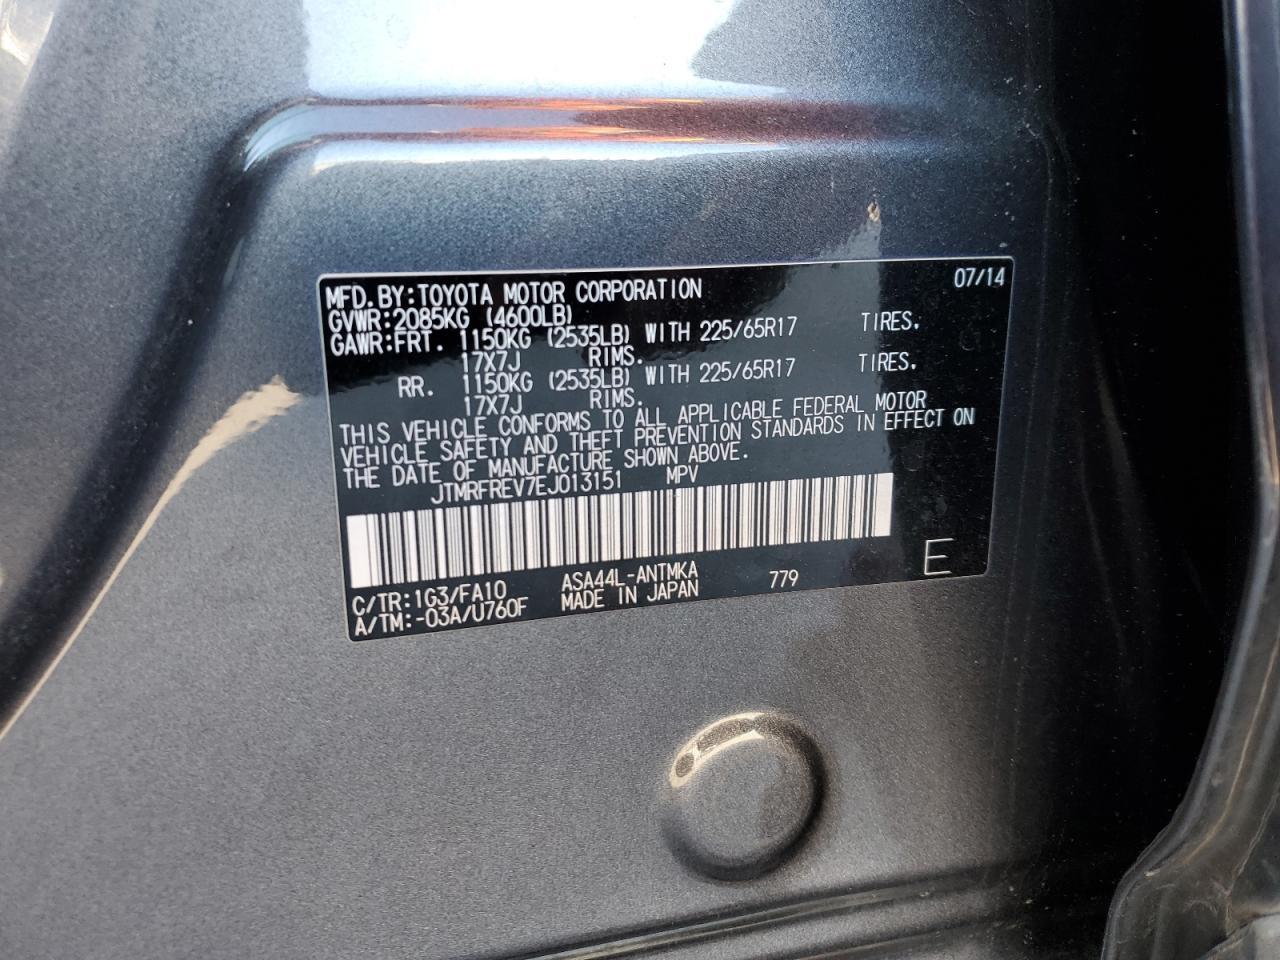 MFD.BY:TOYOTA MOTOR CORPORATION 07/14
GVWR:2085KG (4600LB)
GAWR:FRT. 1150KG (2535LB) WITH 225/65R17 TIRES,
17X7J RIMS.
RR. 1150KG (2535LB) WITH 225/65R17 TIRES,
17X7J RIMS.
THIS VEHICLE CONFORMS TO ALL APPLICABLE FEDERAL MOTOR
VEHICLE SAFETY AND THEFT PREVENTION STANDARDS IN EFFECT ON
THE DATE OF MANUFACTURE SHOWN ABOVE.
JTMRFREV7EJ013151 MPV
C/TR:1G3/FA10 ASA44L-ANTMKA 779 E
A/TM:-03A/U760F MADE IN JAPAN